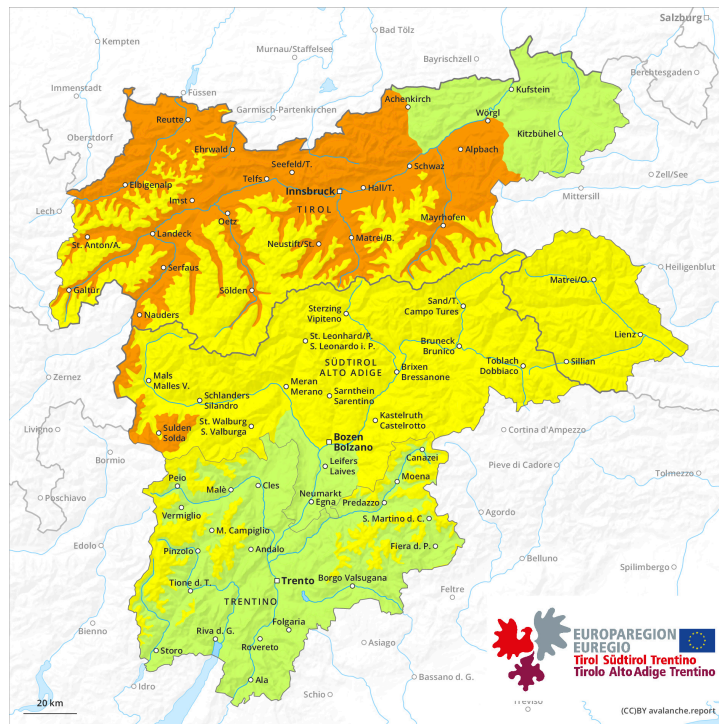 Salzburg
Kempten
Bad Tölz
Murnau/Staffelsee
Bayrischzell
Berchtesgaden
Immenstadt
Füssen
Garmisch-Partenkirchen
Achenkirch
Kufstein
Oberstdorf
Reutte
Wörgl
Kitzbühel
Ehrwald
Seefeld/T.
Schwaz
Alpbach
Zell/See
Elbigenalp
Telfs
Innsbruck
Hall/T.
Mittersill
Lech
Imst
TIROL
Oetz
Mayrhofen
St. Anton/A.
Landeck
Neustift/St.
Matrei/B.
Serfaus
Heiligenblut
Galtür
Sölden
Matrei/O.
Nauders
Sterzing
Vipiteno
Sand/T.
Campo Tures
Lienz
St. Leonhard/P.
S. Leonardo i. P.
Bruneck
Brunico
Sillian
Zernez
Mals
Malles V.
SÜDTIROL
ALTO ADIGE
Brixen
Bressanone
Toblach
Dobbiaco
Meran
Merano
Sarnthein
Sarentino
Schlanders
Silandro
St. Walburg
S. Valburga
Kastelruth
Castelrotto
Livigno
Sulden
Solda
Bozen
Bolzano
Cortina d'Ampezzo
Bormio
Leifers
Laives
Canazei
Pieve di Cadore
Tolmezzo
Poschiavo
Peio
Malè
Cles
Neumarkt
Egna
Moena
Predazzo
Agordo
Vermiglio
S. Martino d. C.
Edolo
M. Campiglio
Pinzolo
Andalo
Fiera d. P.
Belluno
Spilimbergo
Tione d. T.
Trento
Borgo Valsugana
Feltre
TRENTINO
Bienno
Folgaria
Riva d. G.
Rovereto
Storo
Asiago
Idro
Ala
Schio
Bassano d. G.
Treviso
EUROPAREGION
EUREGIO
Tirol Südtirol Trentino
Tirolo Alto Adige Trentino
20 km
(CC)BY avalanche.report